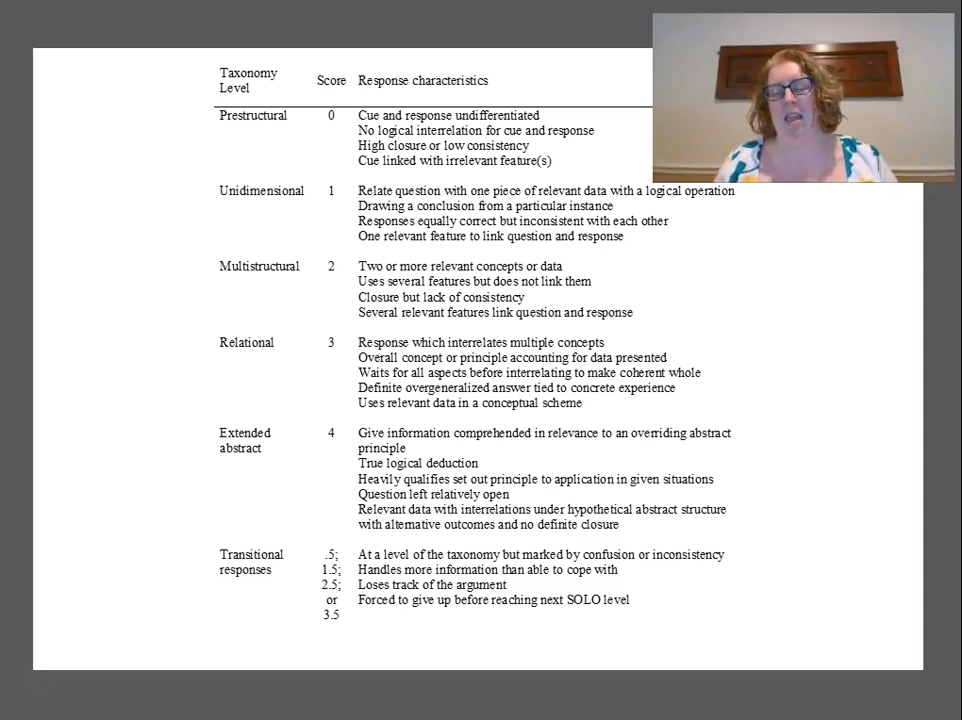 Taxonomy Level Score Response characteristics
Prestructural 0 Cue and response undifferentiated
No logical interrelation for cue and response
High closure or low consistency
Cue linked with irrelevant feature(s)
Unidimensional 1 Relate question with one piece of relevant data with a logical operation
Drawing a conclusion from a particular instance
Responses equally correct but inconsistent with each other
One relevant feature to link question and response
Multistructural 2 Two or more relevant concepts or data
Uses several features but does not link them
Closure but lack of consistency
Several relevant features link question and response
Relational 3 Response which interrelates multiple concepts
Overall concept or principle accounting for data presented
Waits for all aspects before interrelating to make coherent whole
Definite overgeneralized answer tied to concrete experience
Uses relevant data in a conceptual scheme
Extended 4 Give information comprehended in relevance to an overriding abstract
abstract principle
True logical deduction
Heavily qualifies set out principle to application in given situations
Question left relatively open
Relevant data with interrelations under hypothetical abstract structure
with alternative outcomes and no definite closure
Transitional .5; At a level of the taxonomy but marked by confusion or inconsistency
responses 1.5; Handles more information than able to cope with
2.5; Loses track of the argument
or Forced to give up before reaching next SOLO level
3.5